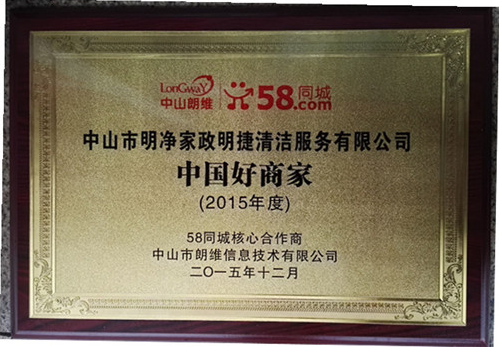 LonGwaY
中山朗维
58同城
.com
中山市明净家政明捷清洁服务有限公司
中国好商家
(2015年度)
58同城核心合作商
中山市朗维信息技术有限公司
二〇一五年十二月